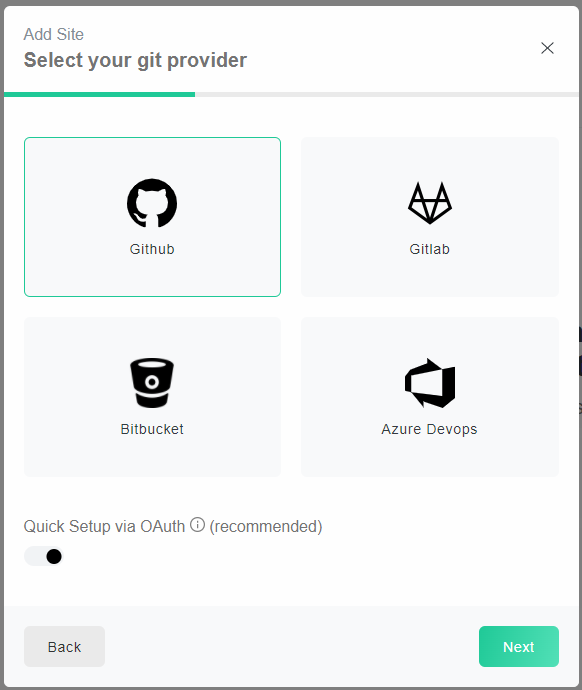 Add Site
Select your git provider
Github
Gitlab
Bitbucket
Azure Devops
Quick Setup via OAuth (recommended)
Back
Next